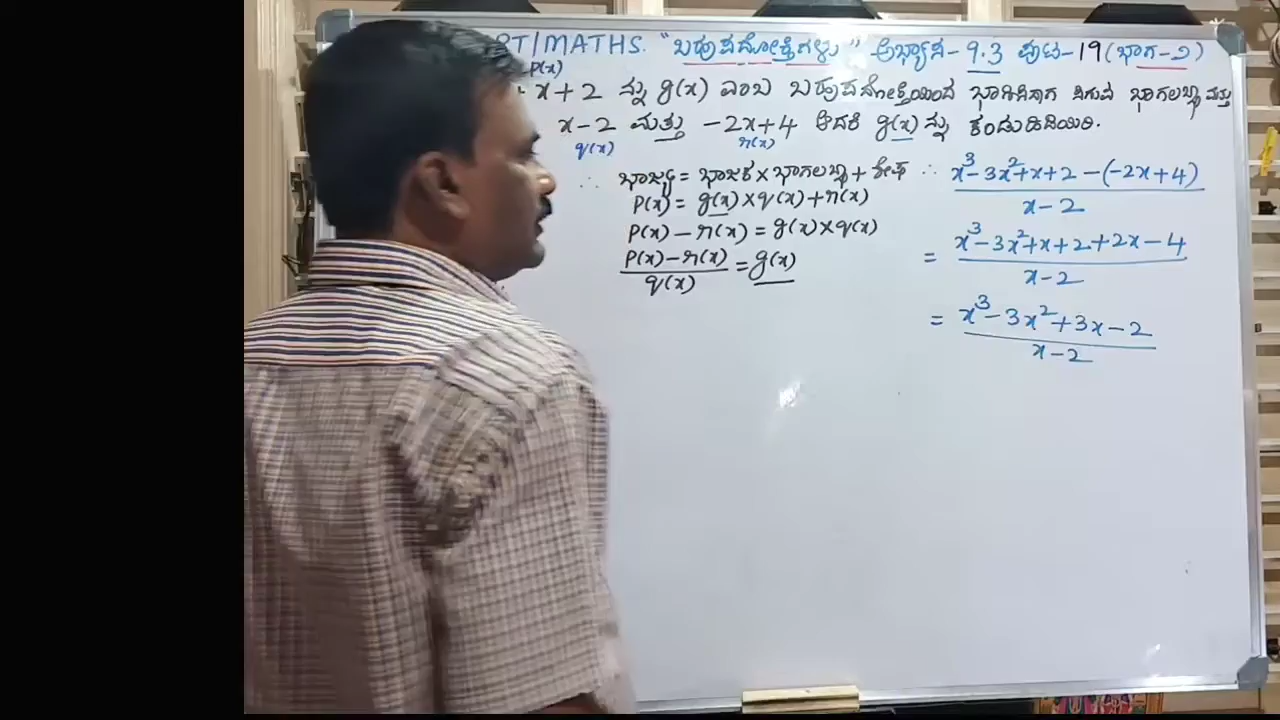 RT/MATHS. "ಬಹುಪದೋಕ್ತಿಗಳು" ಅಭ್ಯಾಸ-9.3 ಪುಟ-19 (ಭಾಗ-೨)
P(x)
x+2 ನ್ನು g(x) ಎಂಬ ಬಹುಪದೋಕ್ತಿಯಿಂದ ಭಾಗಿಸಿದಾಗ ಸಿಗುವ ಭಾಗಲಬ್ಧ ಮತ್ತು
x-2 ಮತ್ತು -2x+4 ಆದರೆ g(x) ನ್ನು ಕಂಡುಹಿಡಿಯಿರಿ.
q(x) r(x)
∴ ಭಾಜ್ಯ = ಭಾಜಕ × ಭಾಗಲಬ್ಧ + ಶೇಷ
P(x) = g(x) × q(x) + r(x)
P(x) - r(x) = g(x) × q(x)
P(x) - r(x) = g(x)
q(x)
∴ x³-3x²+x+2-(-2x+4)
x-2
= x³-3x²+x+2+2x-4
x-2
= x³-3x²+3x-2
x-2